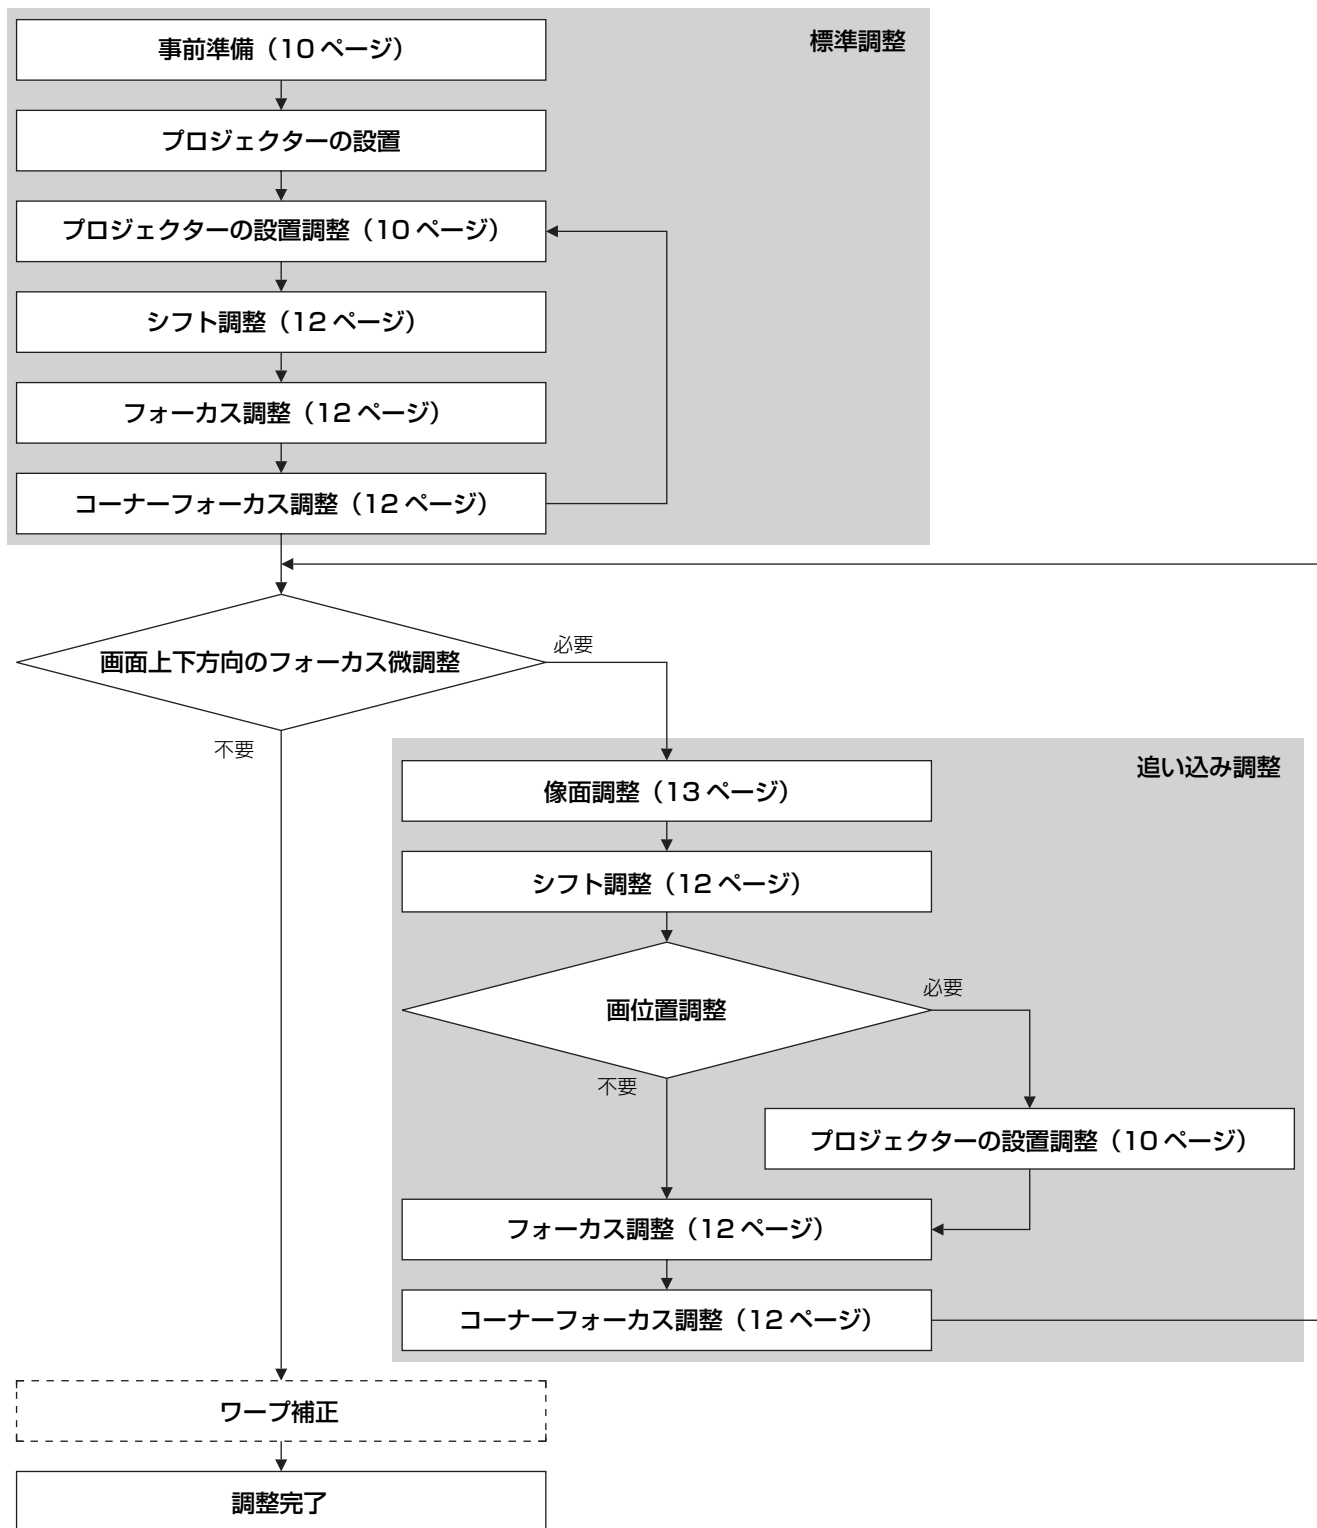 標準調整
事前準備（10 ページ）
プロジェクターの設置
プロジェクターの設置調整（10 ページ）
シフト調整（12 ページ）
フォーカス調整（12 ページ）
コーナーフォーカス調整（12 ページ）
画面上下方向のフォーカス微調整
必要
不要
追い込み調整
像面調整（13 ページ）
シフト調整（12 ページ）
画位置調整
必要
不要
プロジェクターの設置調整（10 ページ）
フォーカス調整（12 ページ）
コーナーフォーカス調整（12 ページ）
ワープ補正
調整完了